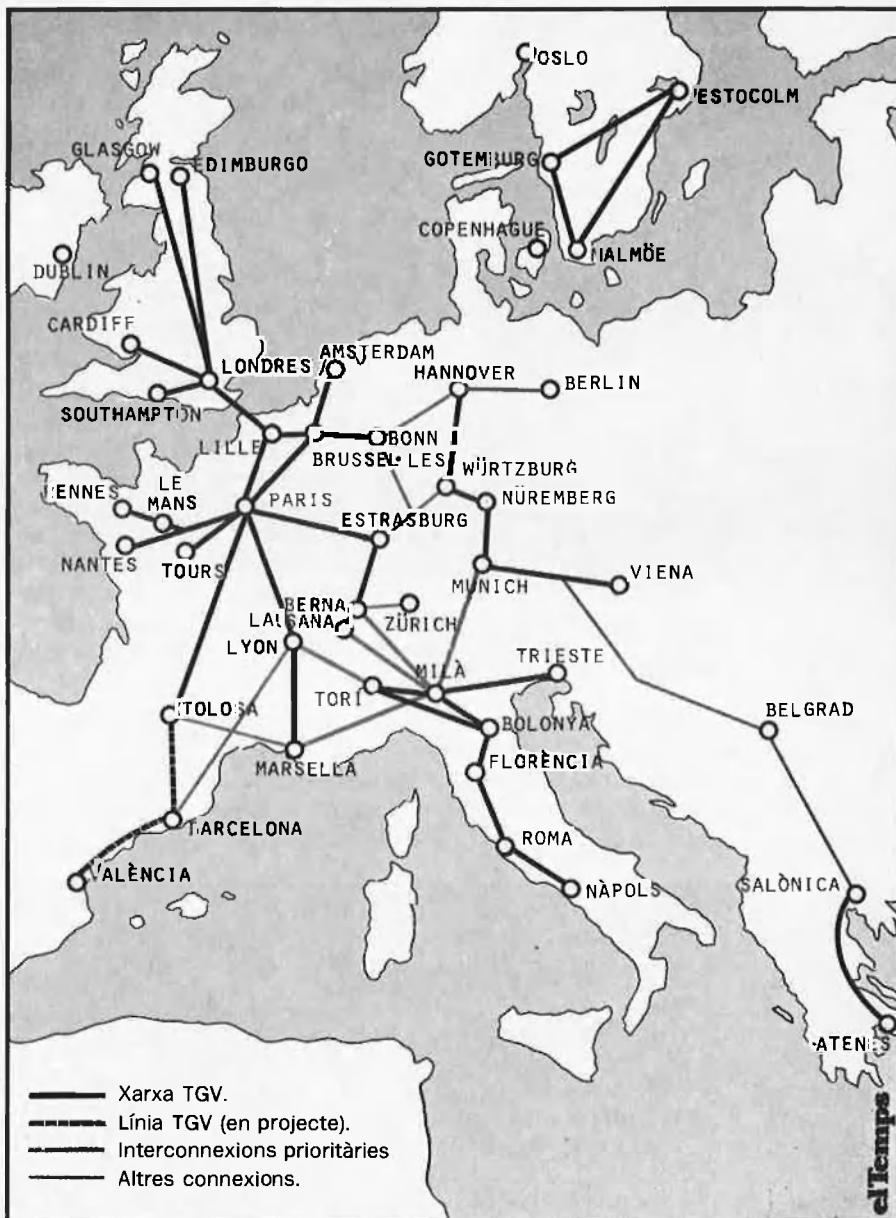 OSLO
ESTOCOLM
GLASGOW
EDIMBURGO
GOTEMBURG
COPENHAGUE
MALMÖE
DUBLIN
CARDIFF
LONDRES
AMSTERDAM
HANNOVER
BERLIN
SOUTHAMPTON
LILLE
BONN
BRUSSEL·LES
WÜRTZBURG
RENNES
LE
MANS
PARIS
NÜREMBERG
ESTRASBURG
NANTES
TOURS
MUNICH
VIENA
BERNA
ZÜRICH
LAUSANA
LYON
MILÀ
TRIESTE
TORÍ
TOLOSA
BOLONYA
BELGRAD
MARSELLA
FLORÈNCIA
BARCELONA
ROMA
VALÈNCIA
NÀPOLS
SALÒNICA
ATENES
Xarxa TGV.
Línia TGV (en projecte).
Interconnexions prioritàries
Altres connexions.
el Temps